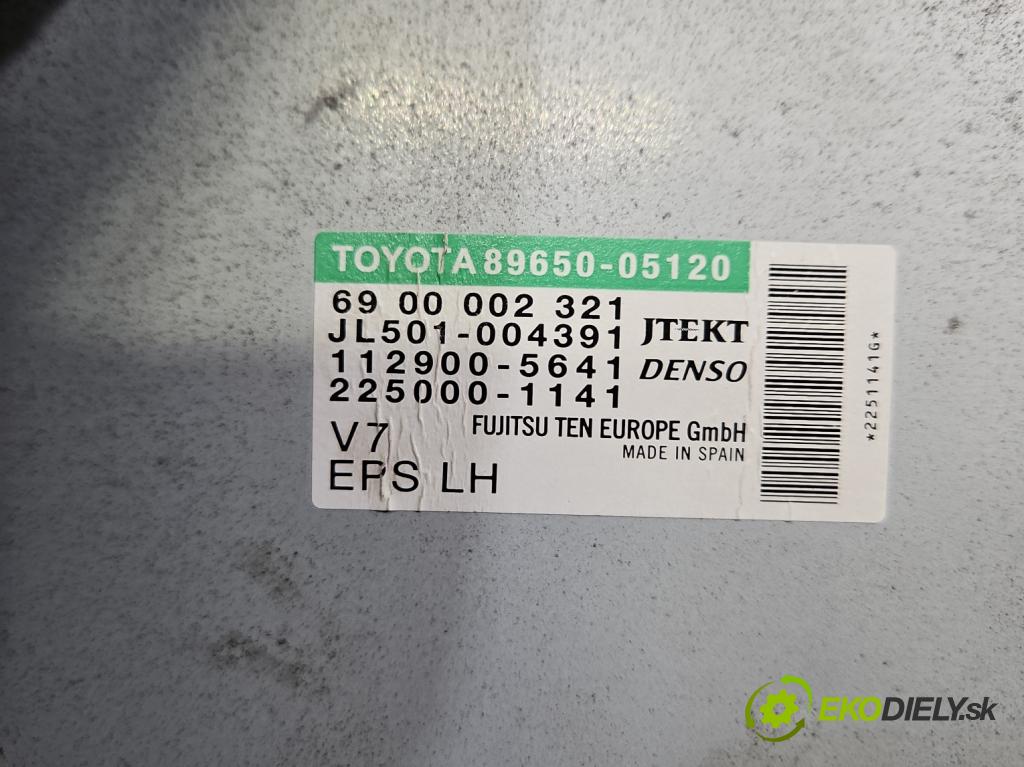 TOYOTA 89650-05120
69 00 002 321
JL501-004391 JTEKT
112900-5641 DENSO
225000-1141
V7 FUJITSU TEN EUROPE GmbH
MADE IN SPAIN
EPS LH
*2251141G*
EKODIELY.sk